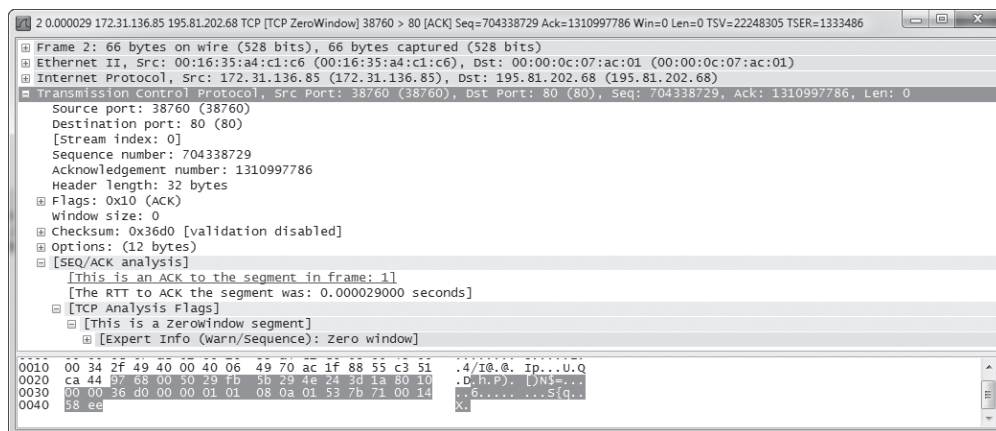 2 0.000029 172.31.136.85 195.81.202.68 TCP [TCP ZeroWindow] 38760 > 80 [ACK] Seq=704338729 Ack=1310997786 Win=0 Len=0 TSV=22248305 TSER=1333486
Frame 2: 66 bytes on wire (528 bits), 66 bytes captured (528 bits)
Ethernet II, Src: 00:16:35:a4:c1:c6 (00:16:35:a4:c1:c6), Dst: 00:00:0c:07:ac:01 (00:00:0c:07:ac:01)
Internet Protocol, Src: 172.31.136.85 (172.31.136.85), Dst: 195.81.202.68 (195.81.202.68)
Transmission Control Protocol, Src Port: 38760 (38760), Dst Port: 80 (80), Seq: 704338729, Ack: 1310997786, Len: 0
Source port: 38760 (38760)
Destination port: 80 (80)
[Stream index: 0]
Sequence number: 704338729
Acknowledgement number: 1310997786
Header length: 32 bytes
Flags: 0x10 (ACK)
Window size: 0
Checksum: 0x36d0 [validation disabled]
Options: (12 bytes)
[SEQ/ACK analysis]
[This is an ACK to the segment in frame: 1]
[The RTT to ACK the segment was: 0.000029000 seconds]
[TCP Analysis Flags]
[This is a ZeroWindow segment]
[Expert Info (Warn/Sequence): Zero window]
0010 00 34 2f 49 40 00 40 06 49 70 ac 1f 88 55 c3 51 .4/I@.@. Ip...U.Q
0020 ca 44 97 68 00 50 29 fb 5b 29 4e 24 3d 1a 80 10 .D.h.P). [)N$=...
0030 00 00 36 d0 00 00 01 01 08 0a 01 53 7b 71 00 14 ..6..... ...S{q..
0040 58 ee X.